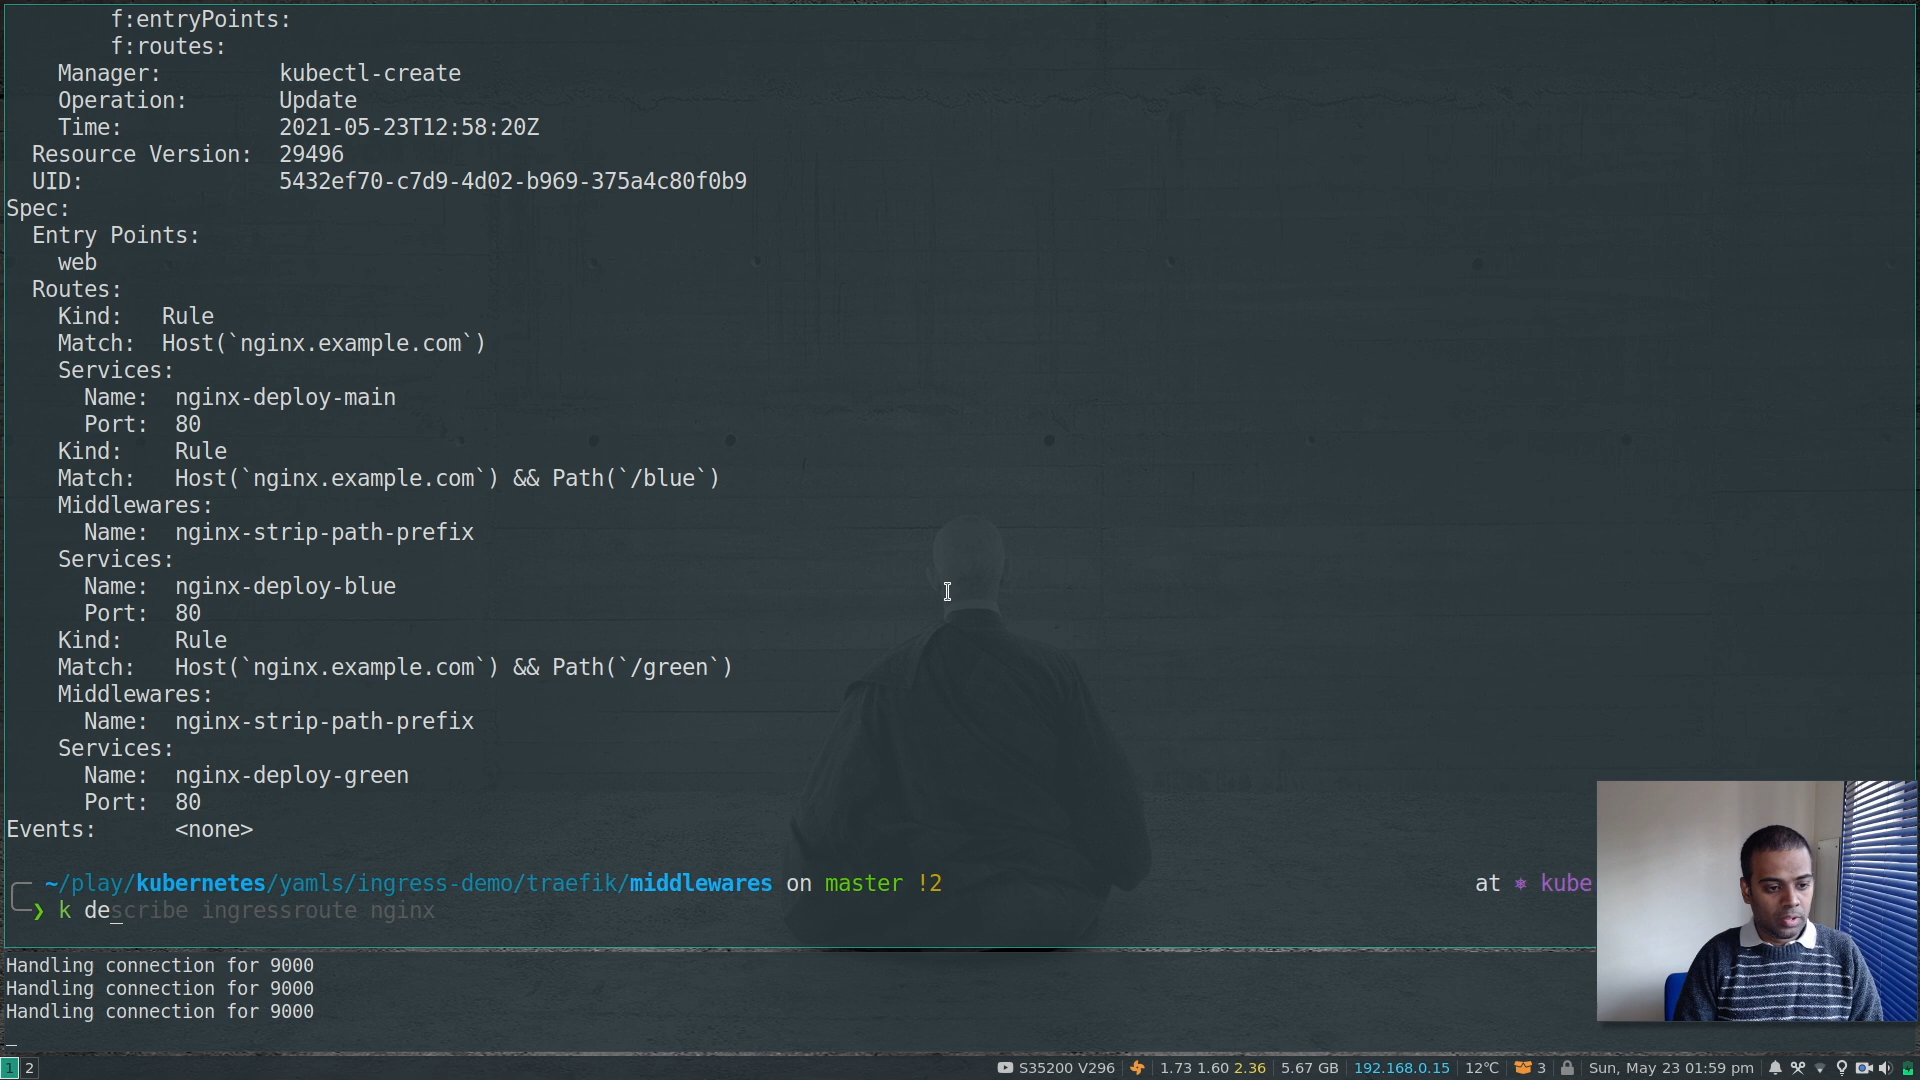 f:entryPoints:
f:routes:
Manager: kubectl-create
Operation: Update
Time: 2021-05-23T12:58:20Z
Resource Version: 29496
UID: 5432ef70-c7d9-4d02-b969-375a4c80f0b9
Spec:
Entry Points:
web
Routes:
Kind: Rule
Match: Host(`nginx.example.com`)
Services:
Name: nginx-deploy-main
Port: 80
Kind: Rule
Match: Host(`nginx.example.com`) && Path(`/blue`)
Middlewares:
Name: nginx-strip-path-prefix
Services:
Name: nginx-deploy-blue
Port: 80
Kind: Rule
Match: Host(`nginx.example.com`) && Path(`/green`)
Middlewares:
Name: nginx-strip-path-prefix
Services:
Name: nginx-deploy-green
Port: 80
Events: <none>
~/play/kubernetes/yamls/ingress-demo/traefik/middlewares on master !2 at ⎈ kube
❯ k describe ingressroute nginx
Handling connection for 9000
Handling connection for 9000
Handling connection for 9000
_
1 2 S35200 V296 1.73 1.60 2.36 5.67 GB 192.168.0.15 12°C 3 Sun, May 23 01:59 pm